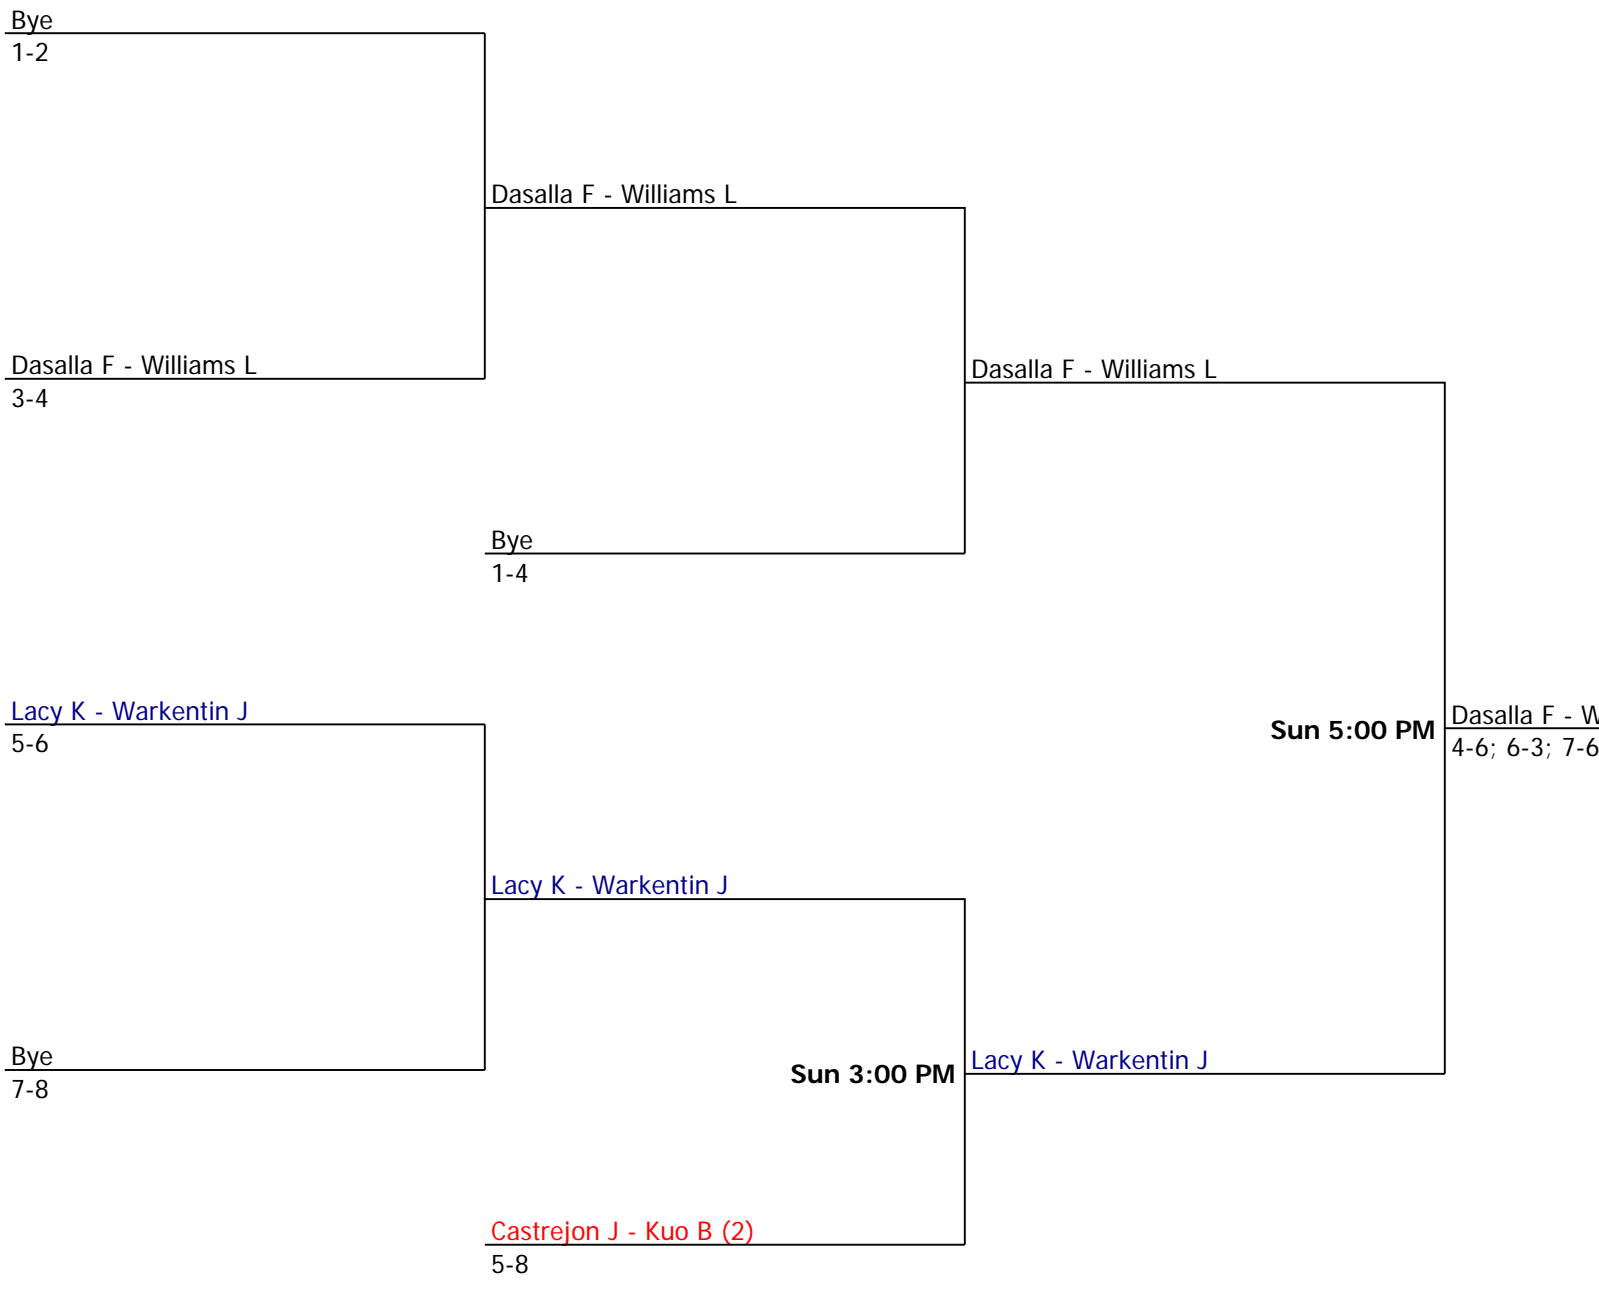 Bye
1-2
Dasalla F - Williams L
Dasalla F - Williams L
3-4
Dasalla F - Williams L
Bye
1-4
Lacy K - Warkentin J
5-6
Sun 5:00 PM
Dasalla F - W
4-6; 6-3; 7-6
Lacy K - Warkentin J
Bye
7-8
Sun 3:00 PM
Lacy K - Warkentin J
Castrejon J - Kuo B (2)
5-8